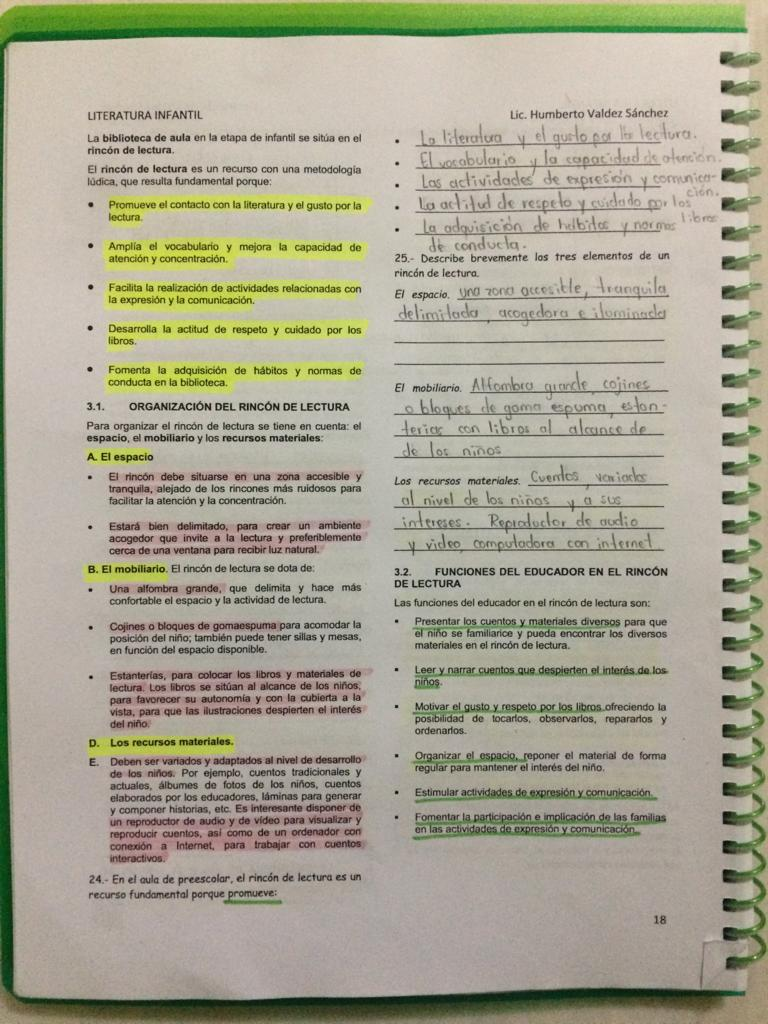 LITERATURA INFANTIL
Lic. Humberto Valdez Sánchez
La biblioteca de aula en la etapa de infantil se sitúa en el
rincón de lectura.
El rincón de lectura es un recurso con una metodología
lúdica, que resulta fundamental porque:
• Promueve el contacto con la literatura y el gusto por la
lectura.
• Amplía el vocabulario y mejora la capacidad de
atención y concentración.
• Facilita la realización de actividades relacionadas con
la expresión y la comunicación.
• Desarrolla la actitud de respeto y cuidado por los
libros.
• Fomenta la adquisición de hábitos y normas de
conducta en la biblioteca.
3.1. ORGANIZACIÓN DEL RINCÓN DE LECTURA
Para organizar el rincón de lectura se tiene en cuenta: el
espacio, el mobiliario y los recursos materiales:
A. El espacio
• El rincón debe situarse en una zona accesible y
tranquila, alejado de los rincones más ruidosos para
facilitar la atención y la concentración.
• Estará bien delimitado, para crear un ambiente
acogedor que invite a la lectura y preferiblemente
cerca de una ventana para recibir luz natural.
B. El mobiliario. El rincón de lectura se dota de:
• Una alfombra grande, que delimita y hace más
confortable el espacio y la actividad de lectura.
• Cojines o bloques de gomaespuma para acomodar la
posición del niño; también puede tener sillas y mesas,
en función del espacio disponible.
• Estanterías, para colocar los libros y materiales de
lectura. Los libros se sitúan al alcance de los niños,
para favorecer su autonomía y con la cubierta a la
vista, para que las ilustraciones despierten el interés
del niño.
D. Los recursos materiales.
E. Deben ser variados y adaptados al nivel de desarrollo
de los niños. Por ejemplo, cuentos tradicionales y
actuales, álbumes de fotos de los niños, cuentos
elaborados por los educadores, láminas para generar
y componer historias, etc. Es interesante disponer de
un reproductor de audio y de vídeo para visualizar y
reproducir cuentos, así como de un ordenador con
conexión a Internet, para trabajar con cuentos
interactivos.
24.- En el aula de preescolar, el rincón de lectura es un
recurso fundamental porque promueve:
• La literatura y el gusto por la lectura.
• El vocabulario y la capacidad de atención.
• Las actividades de expresión y comunica-
ción.
• La actitud de respeto y cuidado por los
libros
• La adquisición de hábitos y normas
de conducta.
25.- Describe brevemente los tres elementos de un
rincón de lectura.
El espacio. una zona accesible, tranquila
delimitada, acogedora e iluminada
El mobiliario. Alfombra grande, cojines
o bloques de goma espuma, estan-
terias con libros al alcance de
de los niños
Los recursos materiales. Cuentos, variados
al nivel de los niños y a sus
intereses. Reproductor de audio
y video, computadora con internet.
3.2. FUNCIONES DEL EDUCADOR EN EL RINCÓN
DE LECTURA
Las funciones del educador en el rincón de lectura son:
▪ Presentar los cuentos y materiales diversos para que
el niño se familiarice y pueda encontrar los diversos
materiales en el rincón de lectura.
▪ Leer y narrar cuentos que despierten el interés de los
niños.
▪ Motivar el gusto y respeto por los libros,ofreciendo la
posibilidad de tocarlos, observarlos, repararlos y
ordenarlos.
▪ Organizar el espacio, reponer el material de forma
regular para mantener el interés del niño.
▪ Estimular actividades de expresión y comunicación.
▪ Fomentar la participación e implicación de las familias
en las actividades de expresión y comunicación.
18